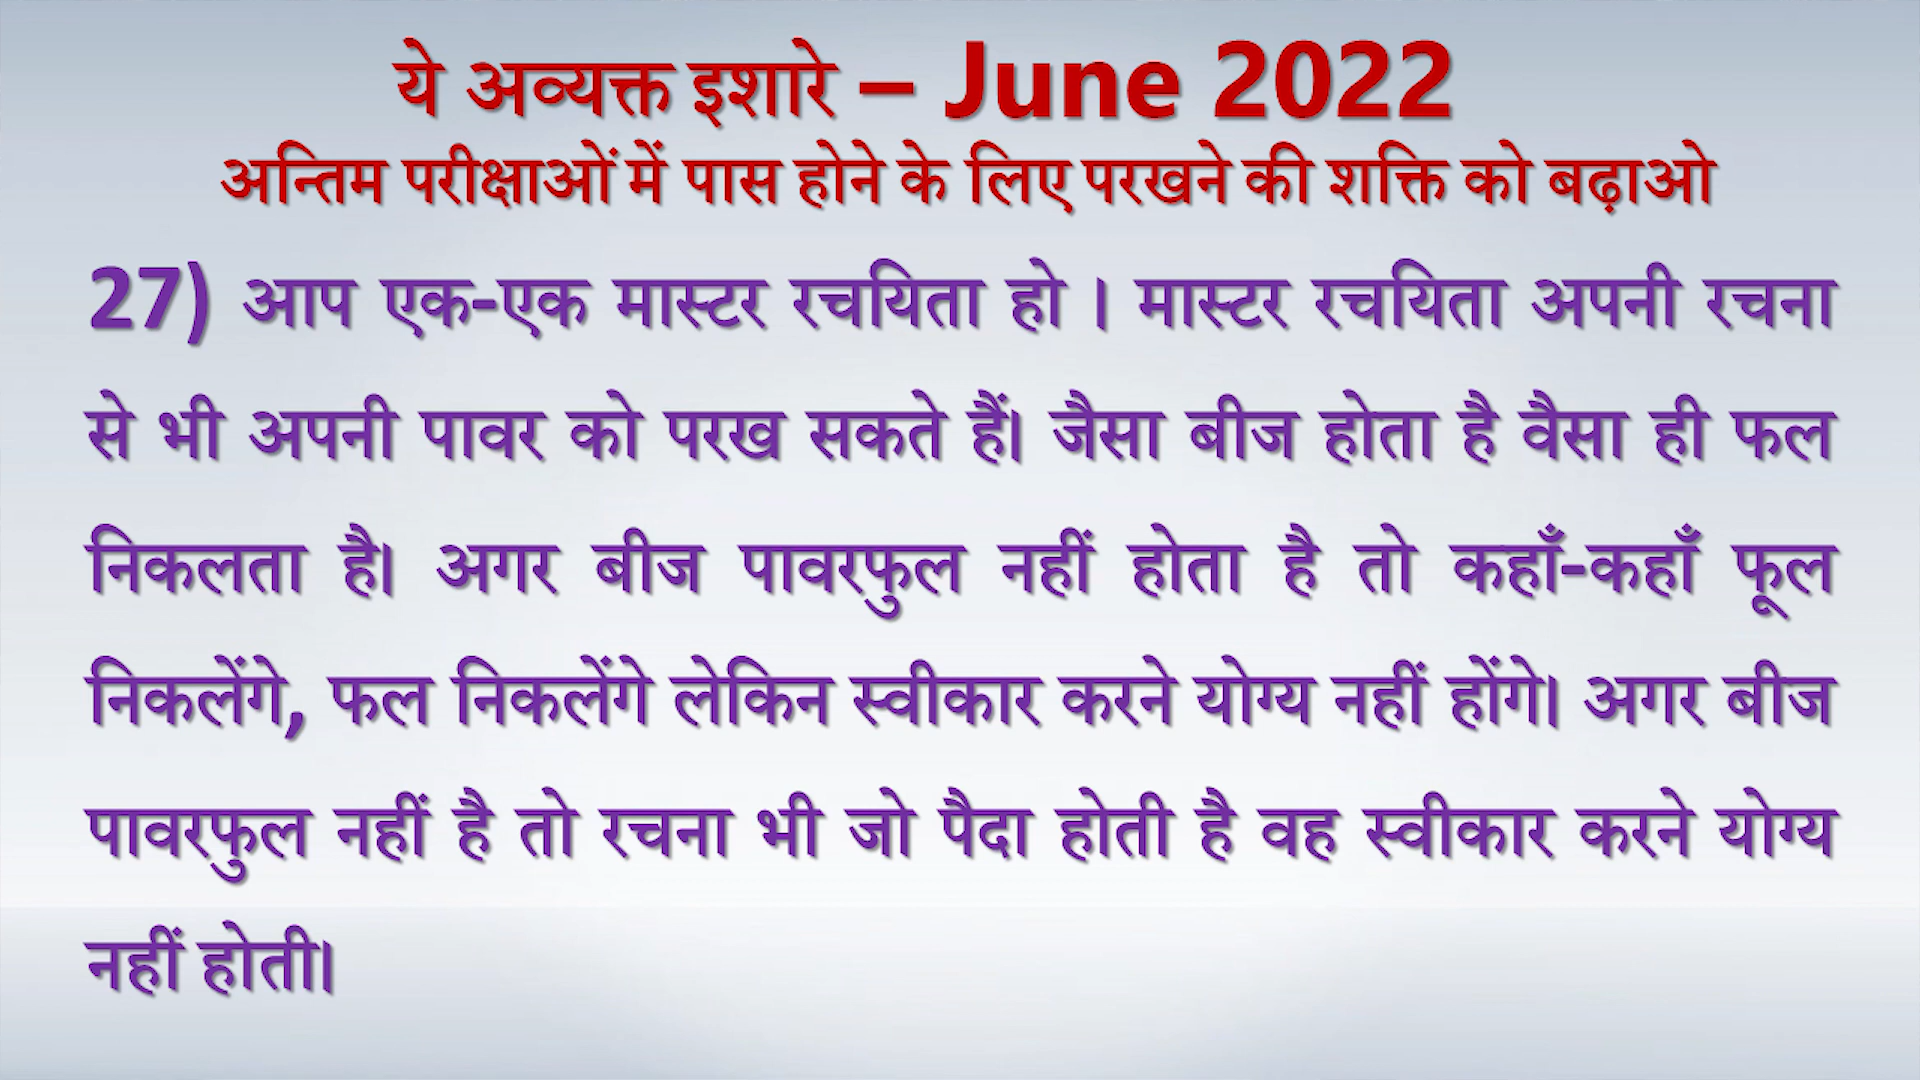 ये अव्यक्त इशारे – June 2022
अन्तिम परीक्षाओं में पास होने के लिए परखने की शक्ति को बढ़ाओ
27) आप एक-एक मास्टर रचयिता हो । मास्टर रचयिता अपनी रचना
से भी अपनी पावर को परख सकते हैं। जैसा बीज होता है वैसा ही फल
निकलता है। अगर बीज पावरफुल नहीं होता है तो कहाँ-कहाँ फूल
निकलेंगे, फल निकलेंगे लेकिन स्वीकार करने योग्य नहीं होंगे। अगर बीज
पावरफुल नहीं है तो रचना भी जो पैदा होती है वह स्वीकार करने योग्य
नहीं होती।